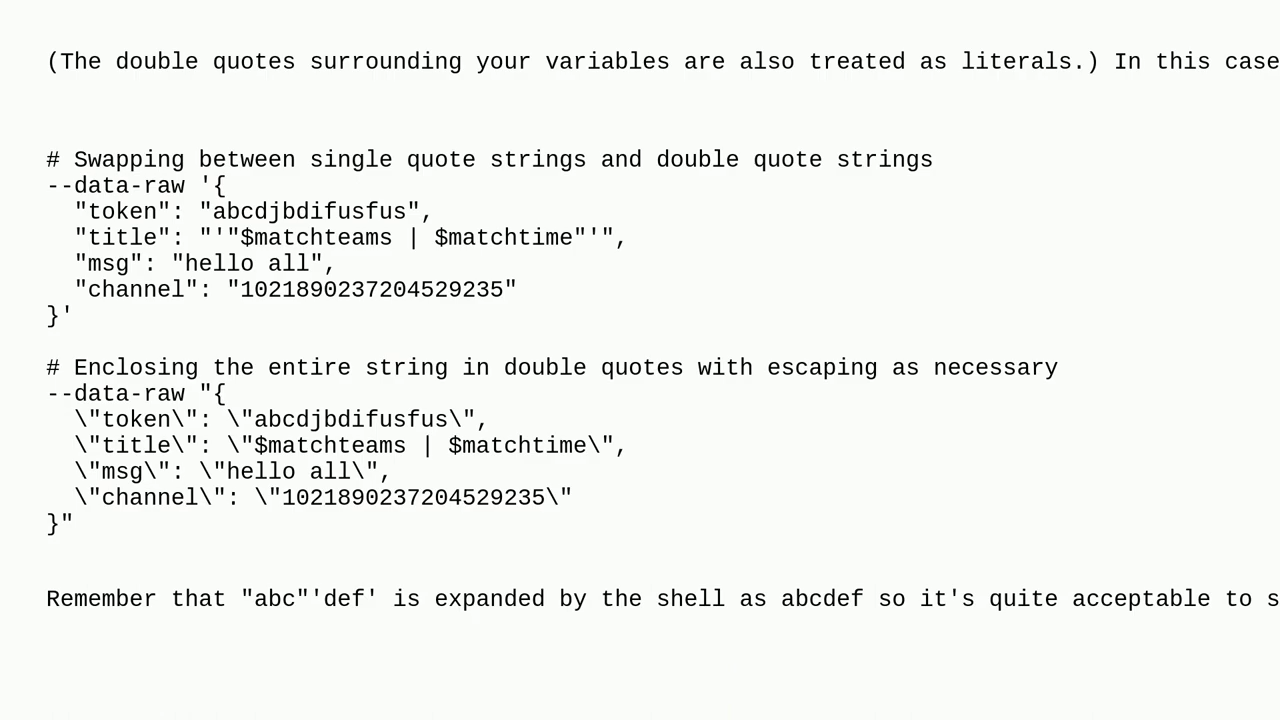 (The double quotes surrounding your variables are also treated as literals.) In this case
# Swapping between single quote strings and double quote strings
--data-raw '{
  "token": "abcdjbdifusfus",
  "title": "'"$matchteams | $matchtime"'",
  "msg": "hello all",
  "channel": "1021890237204529235"
}'
# Enclosing the entire string in double quotes with escaping as necessary
--data-raw "{
  \"token\": \"abcdjbdifusfus\",
  \"title\": \"$matchteams | $matchtime\",
  \"msg\": \"hello all\",
  \"channel\": \"1021890237204529235\"
}"
Remember that "abc"'def' is expanded by the shell as abcdef so it's quite acceptable to s